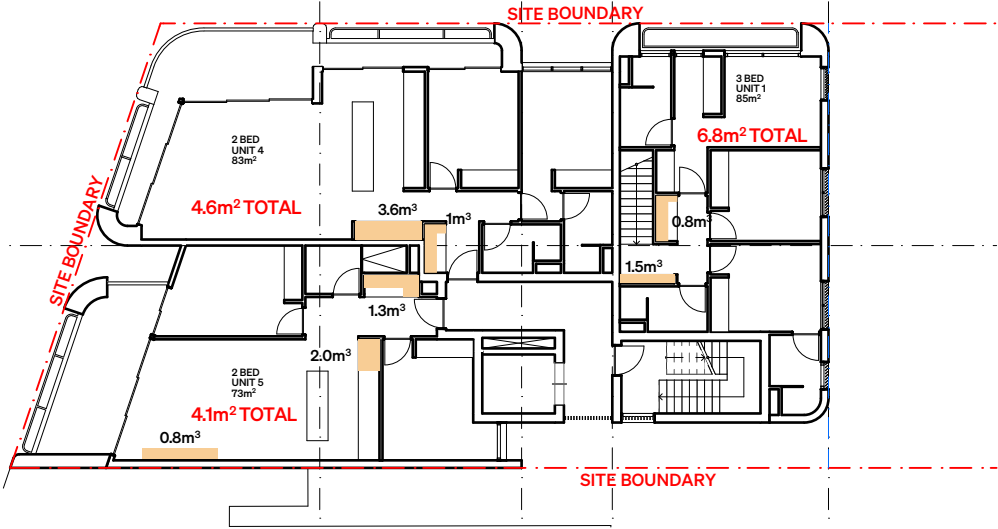 SITE BOUNDARY
3 BED
UNIT 1
85m²
6.8m² TOTAL
2 BED
UNIT 4
83m²
4.6m² TOTAL
3.6m³
1m³
0.8m³
SITE BOUNDARY
1.5m³
1.3m³
2.0m³
2 BED
UNIT 5
73m²
4.1m² TOTAL
0.8m³
SITE BOUNDARY